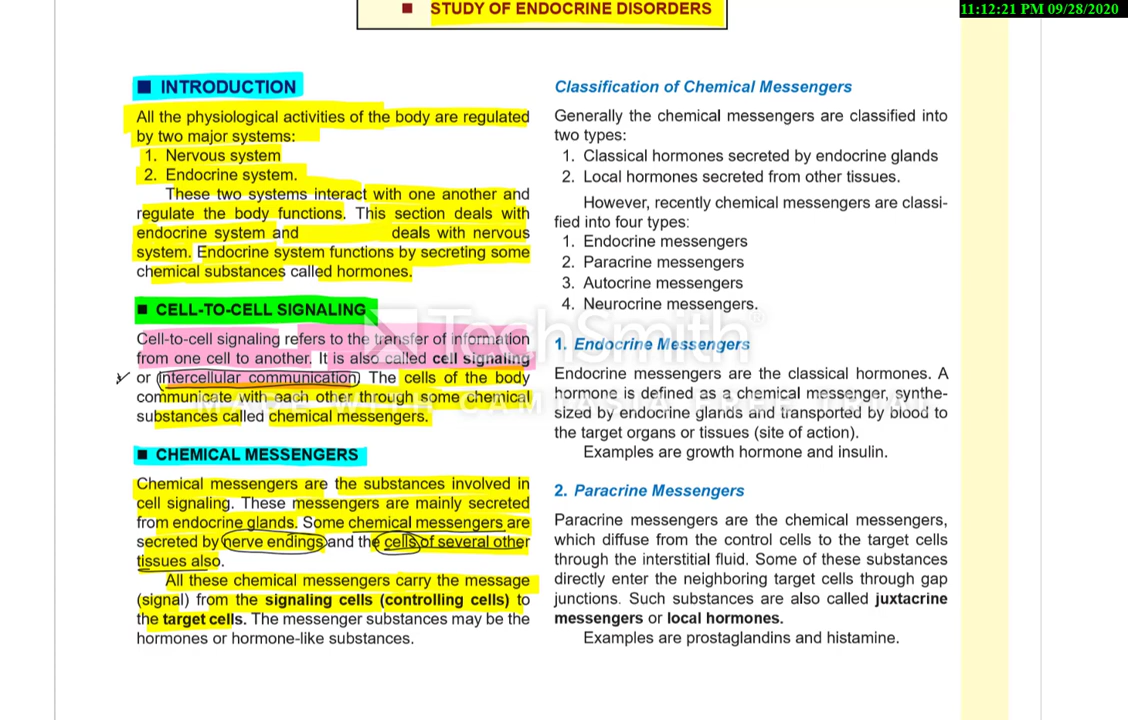 ■ STUDY OF ENDOCRINE DISORDERS
11:12:21 PM 09/28/2020
■ INTRODUCTION
All the physiological activities of the body are regulated
by two major systems:
1. Nervous system
2. Endocrine system.
These two systems interact with one another and
regulate the body functions. This section deals with
endocrine system and deals with nervous
system. Endocrine system functions by secreting some
chemical substances called hormones.
■ CELL-TO-CELL SIGNALING
Cell-to-cell signaling refers to the transfer of information
from one cell to another. It is also called cell signaling
or intercellular communication. The cells of the body
communicate with each other through some chemical
substances called chemical messengers.
■ CHEMICAL MESSENGERS
Chemical messengers are the substances involved in
cell signaling. These messengers are mainly secreted
from endocrine glands. Some chemical messengers are
secreted by nerve endings and the cells of several other
tissues also.
All these chemical messengers carry the message
(signal) from the signaling cells (controlling cells) to
the target cells. The messenger substances may be the
hormones or hormone-like substances.
Classification of Chemical Messengers
Generally the chemical messengers are classified into
two types:
1. Classical hormones secreted by endocrine glands
2. Local hormones secreted from other tissues.
However, recently chemical messengers are classi-
fied into four types:
1. Endocrine messengers
2. Paracrine messengers
3. Autocrine messengers
4. Neurocrine messengers.
1. Endocrine Messengers
Endocrine messengers are the classical hormones. A
hormone is defined as a chemical messenger, synthe-
sized by endocrine glands and transported by blood to
the target organs or tissues (site of action).
Examples are growth hormone and insulin.
2. Paracrine Messengers
Paracrine messengers are the chemical messengers,
which diffuse from the control cells to the target cells
through the interstitial fluid. Some of these substances
directly enter the neighboring target cells through gap
junctions. Such substances are also called juxtacrine
messengers or local hormones.
Examples are prostaglandins and histamine.
TechSmith®
MADE WITH CAMTASIA FREE TRIAL